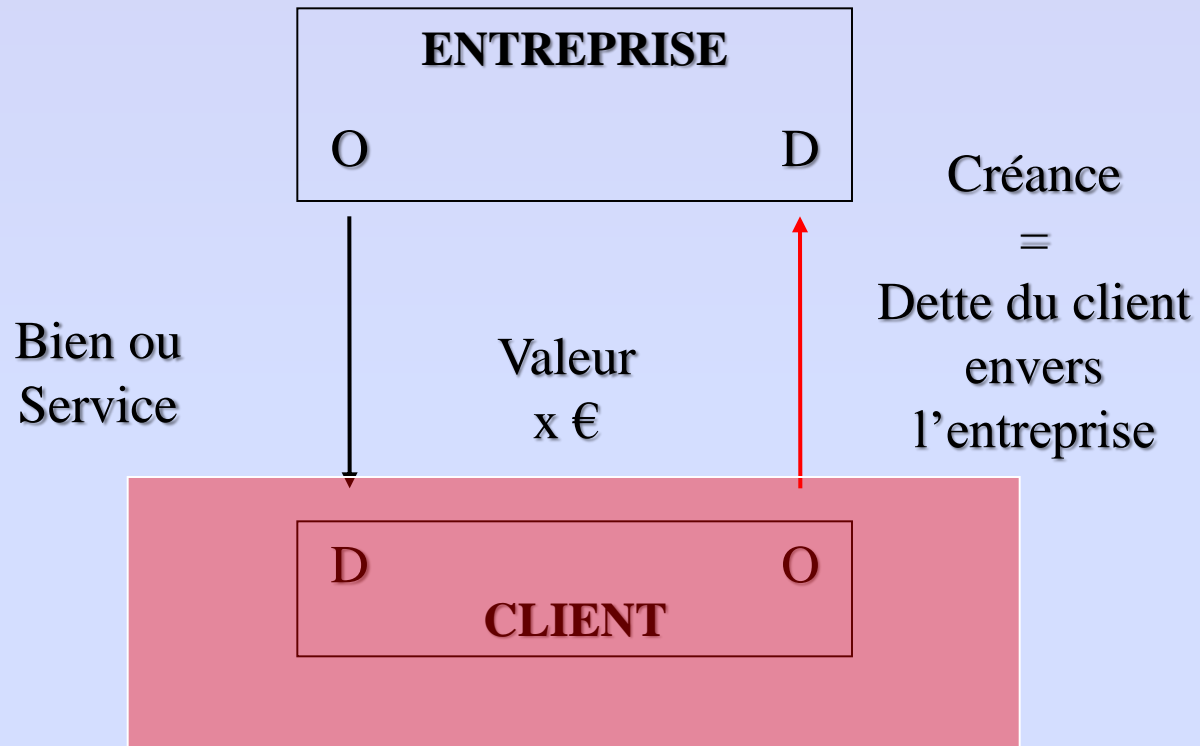 ENTREPRISE
O D
Créance
=
Dette du client
envers
l’entreprise
Bien ou
Service
Valeur
x €
D O
CLIENT